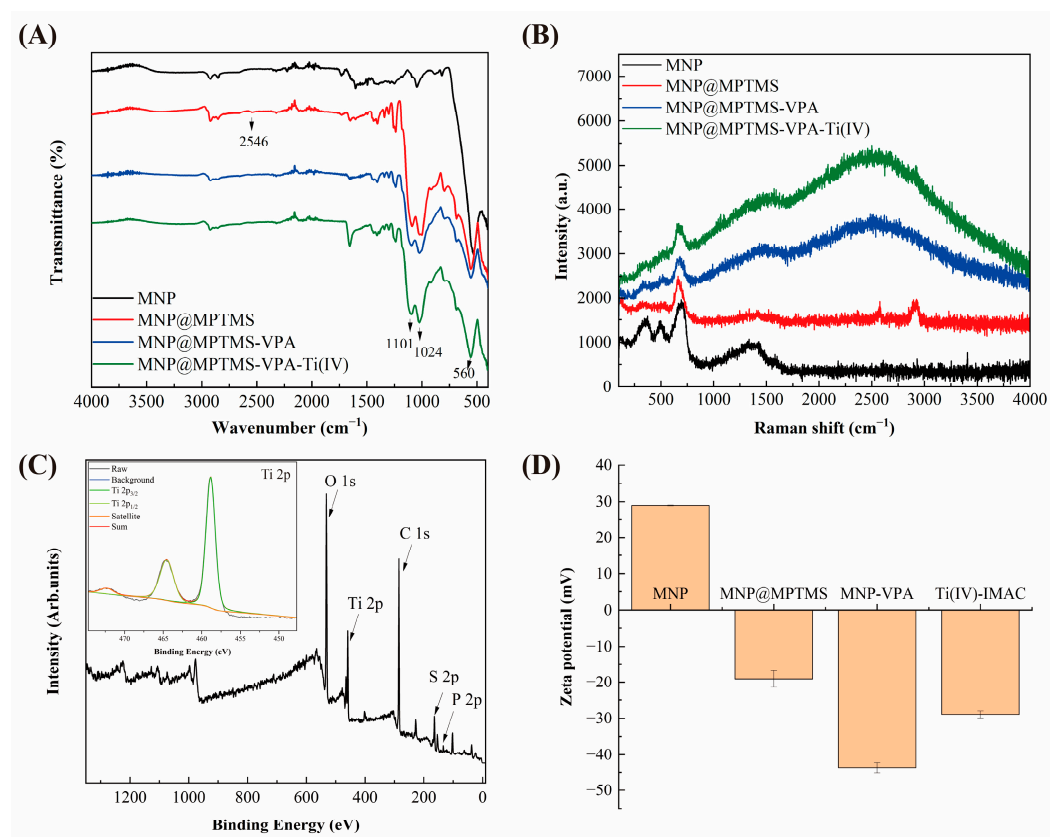 (A)
Transmittance (%)
2546
MNP
MNP@MPTMS
MNP@MPTMS-VPA
MNP@MPTMS-VPA-Ti(IV)
1101
1024
560
4000 3500 3000 2500 2000 1500 1000 500
Wavenumber (cm⁻¹)
(B)
MNP
MNP@MPTMS
MNP@MPTMS-VPA
MNP@MPTMS-VPA-Ti(IV)
7000
6000
5000
4000
3000
2000
1000
0
Intensity (a.u.)
500 1000 1500 2000 2500 3000 3500 4000
Raman shift (cm⁻¹)
(C)
Raw
Background
Ti 2p3/2
Ti 2p1/2
Satellite
Sum
Ti 2p
470 465 460 455 450
Binding Energy (eV)
O 1s
C 1s
Ti 2p
S 2p
P 2p
Intensity (Arb.units)
1200 1000 800 600 400 200 0
Binding Energy (eV)
(D)
40
30
20
10
0
−10
−20
−30
−40
−50
Zeta potential (mV)
MNP MNP@MPTMS MNP-VPA Ti(IV)-IMAC